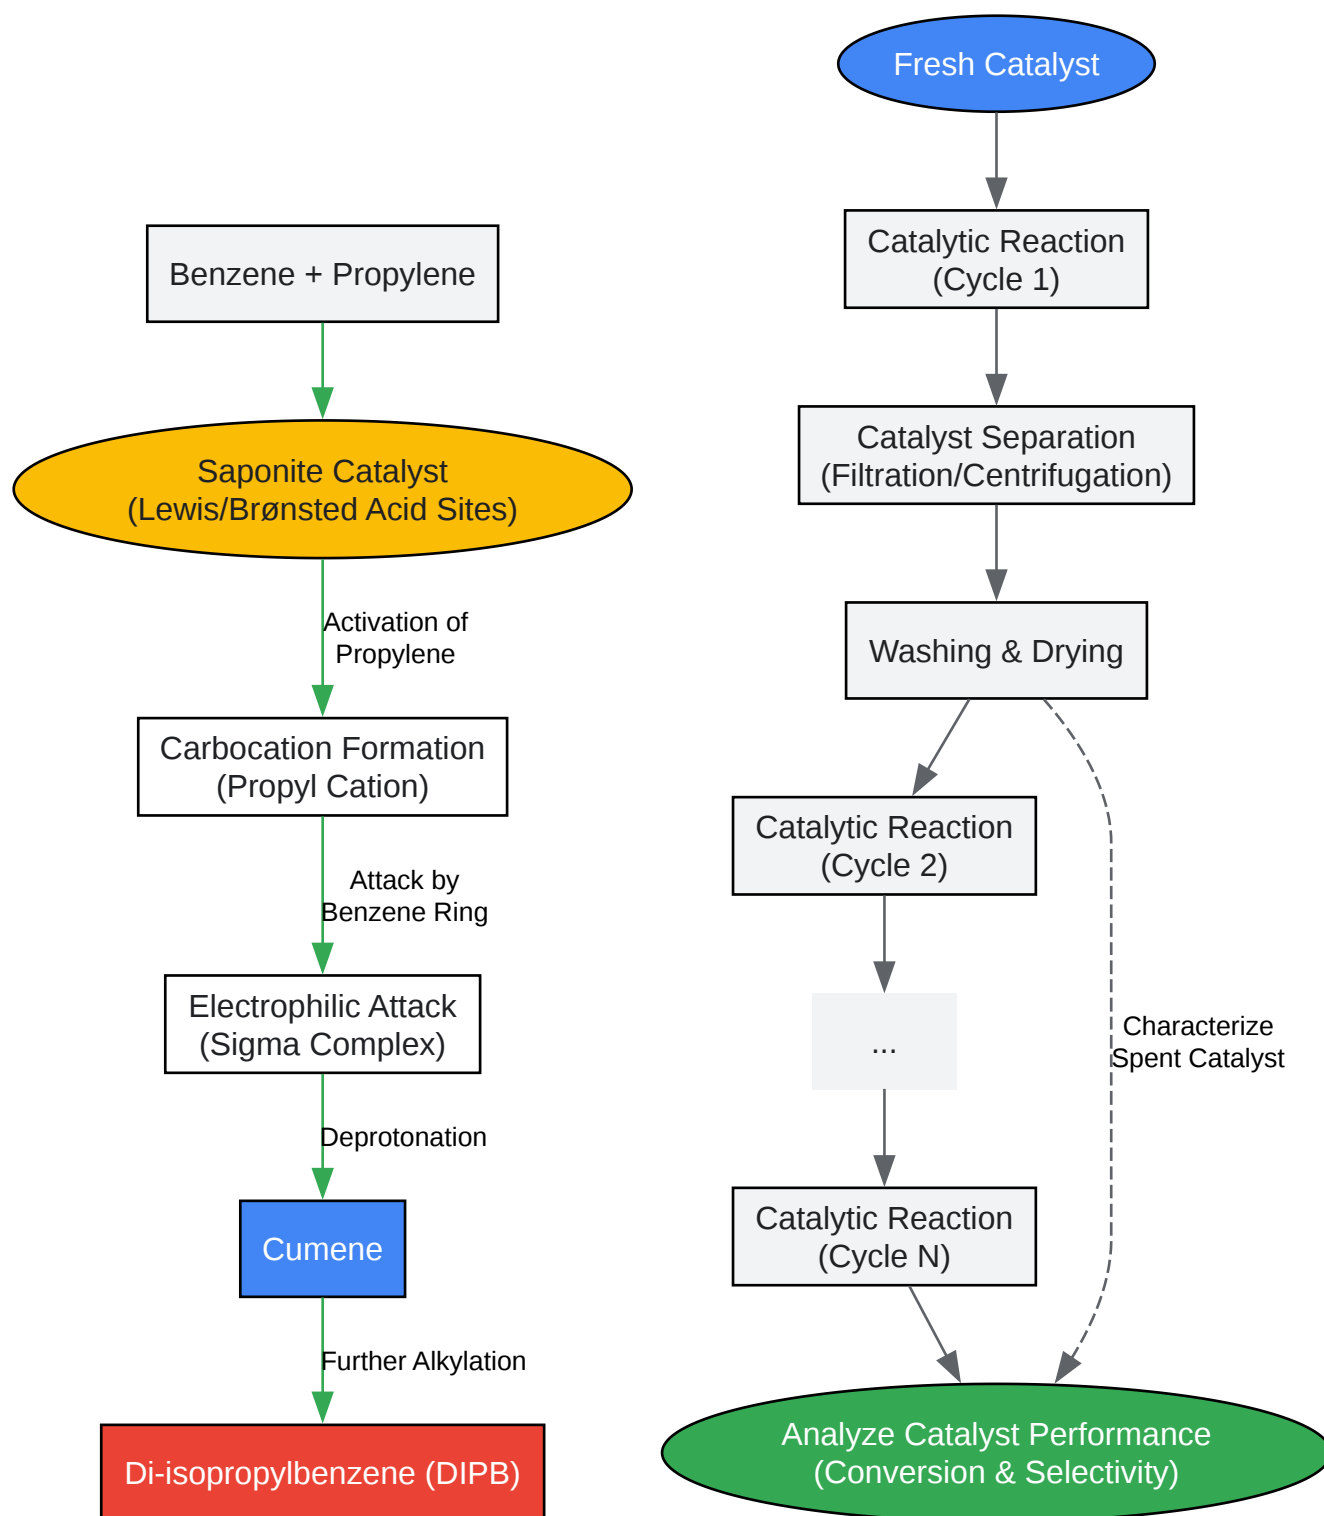 Benzene + Propylene
Saponite Catalyst
(Lewis/Brønsted Acid Sites)
Activation of
Propylene
Carbocation Formation
(Propyl Cation)
Attack by
Benzene Ring
Electrophilic Attack
(Sigma Complex)
Deprotonation
Cumene
Further Alkylation
Di-isopropylbenzene (DIPB)
Fresh Catalyst
Catalytic Reaction
(Cycle 1)
Catalyst Separation
(Filtration/Centrifugation)
Washing & Drying
Catalytic Reaction
(Cycle 2)
...
Characterize
Spent Catalyst
Catalytic Reaction
(Cycle N)
Analyze Catalyst Performance
(Conversion & Selectivity)